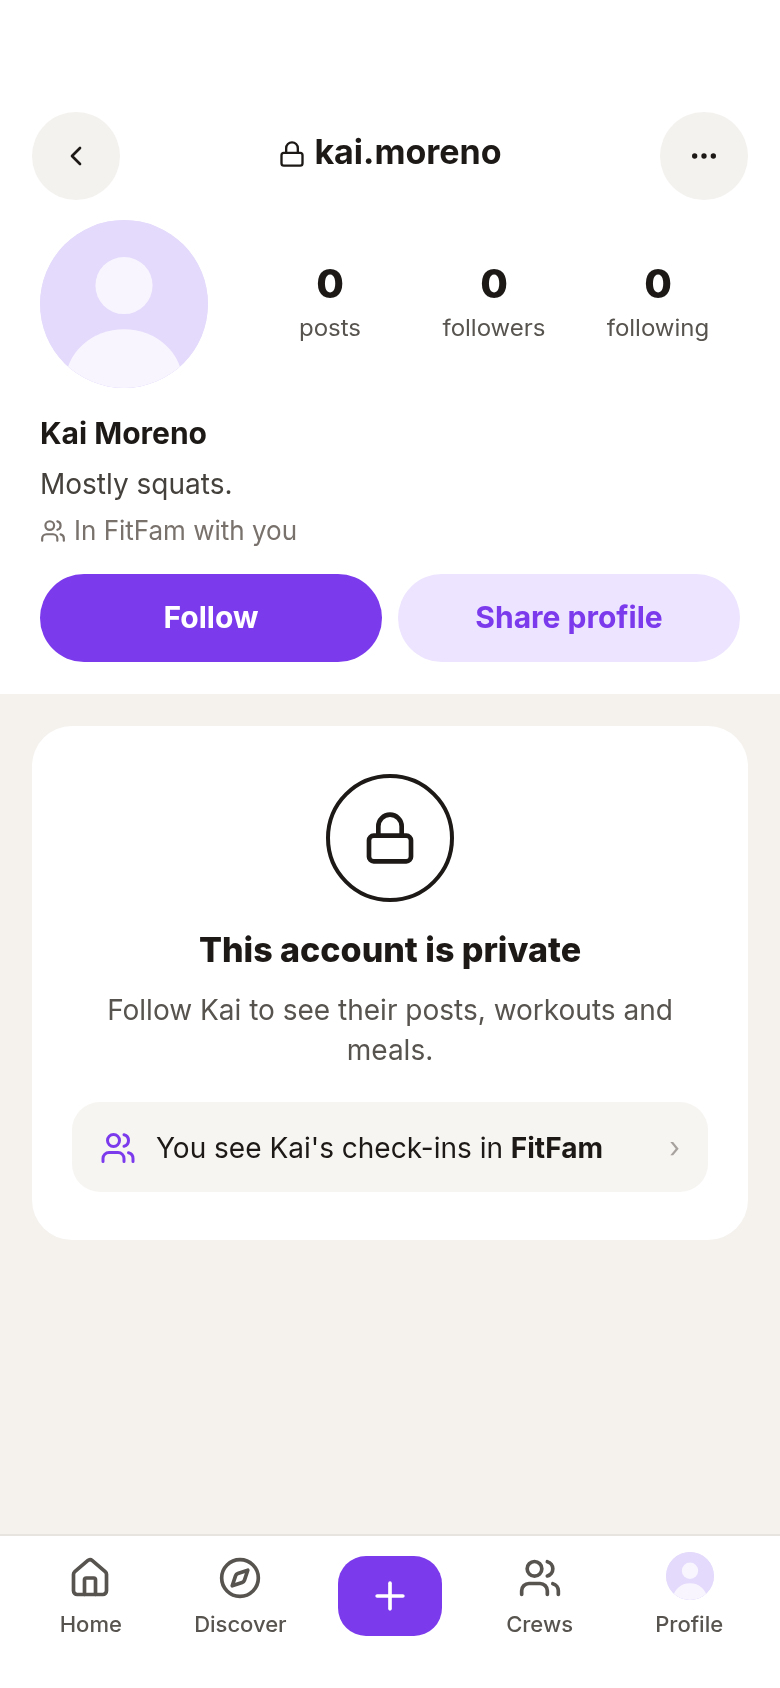 kai.moreno
0 0 0
posts followers following
Kai Moreno
Mostly squats.
In FitFam with you
Follow Share profile
This account is private
Follow Kai to see their posts, workouts and
meals.
You see Kai's check-ins in FitFam
Home Discover Crews Profile